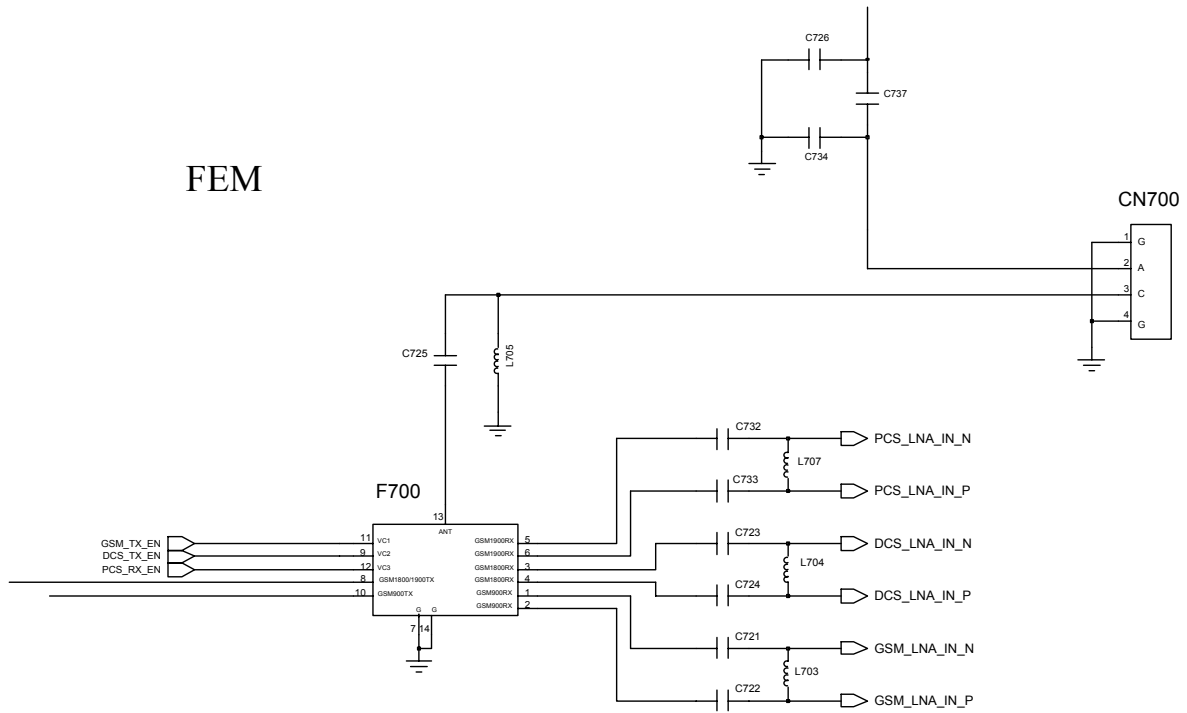 C726
C737
C734
FEM
CN700
1 G
2 A
3 C
4 G
C725
L705
C732
PCS_LNA_IN_N
L707
C733
PCS_LNA_IN_P
F700
13
ANT
GSM_TX_EN 11 VC1 GSM1900RX 5
DCS_TX_EN 9 VC2 GSM1900RX 6
PCS_RX_EN 12 VC3 GSM1800RX 3
8 GSM1800/1900TX GSM1800RX 4
10 GSM900TX GSM900RX 1
GSM900RX 2
G G
7 14
C723
DCS_LNA_IN_N
L704
C724
DCS_LNA_IN_P
C721
GSM_LNA_IN_N
L703
C722
GSM_LNA_IN_P